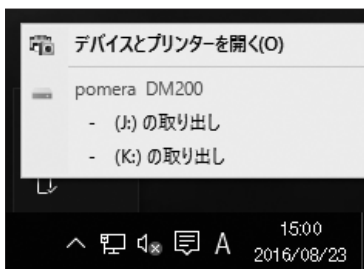 デバイスとプリンターを開く(O)
pomera DM200
- (J:) の取り出し
- (K:) の取り出し
A
15:00
2016/08/23